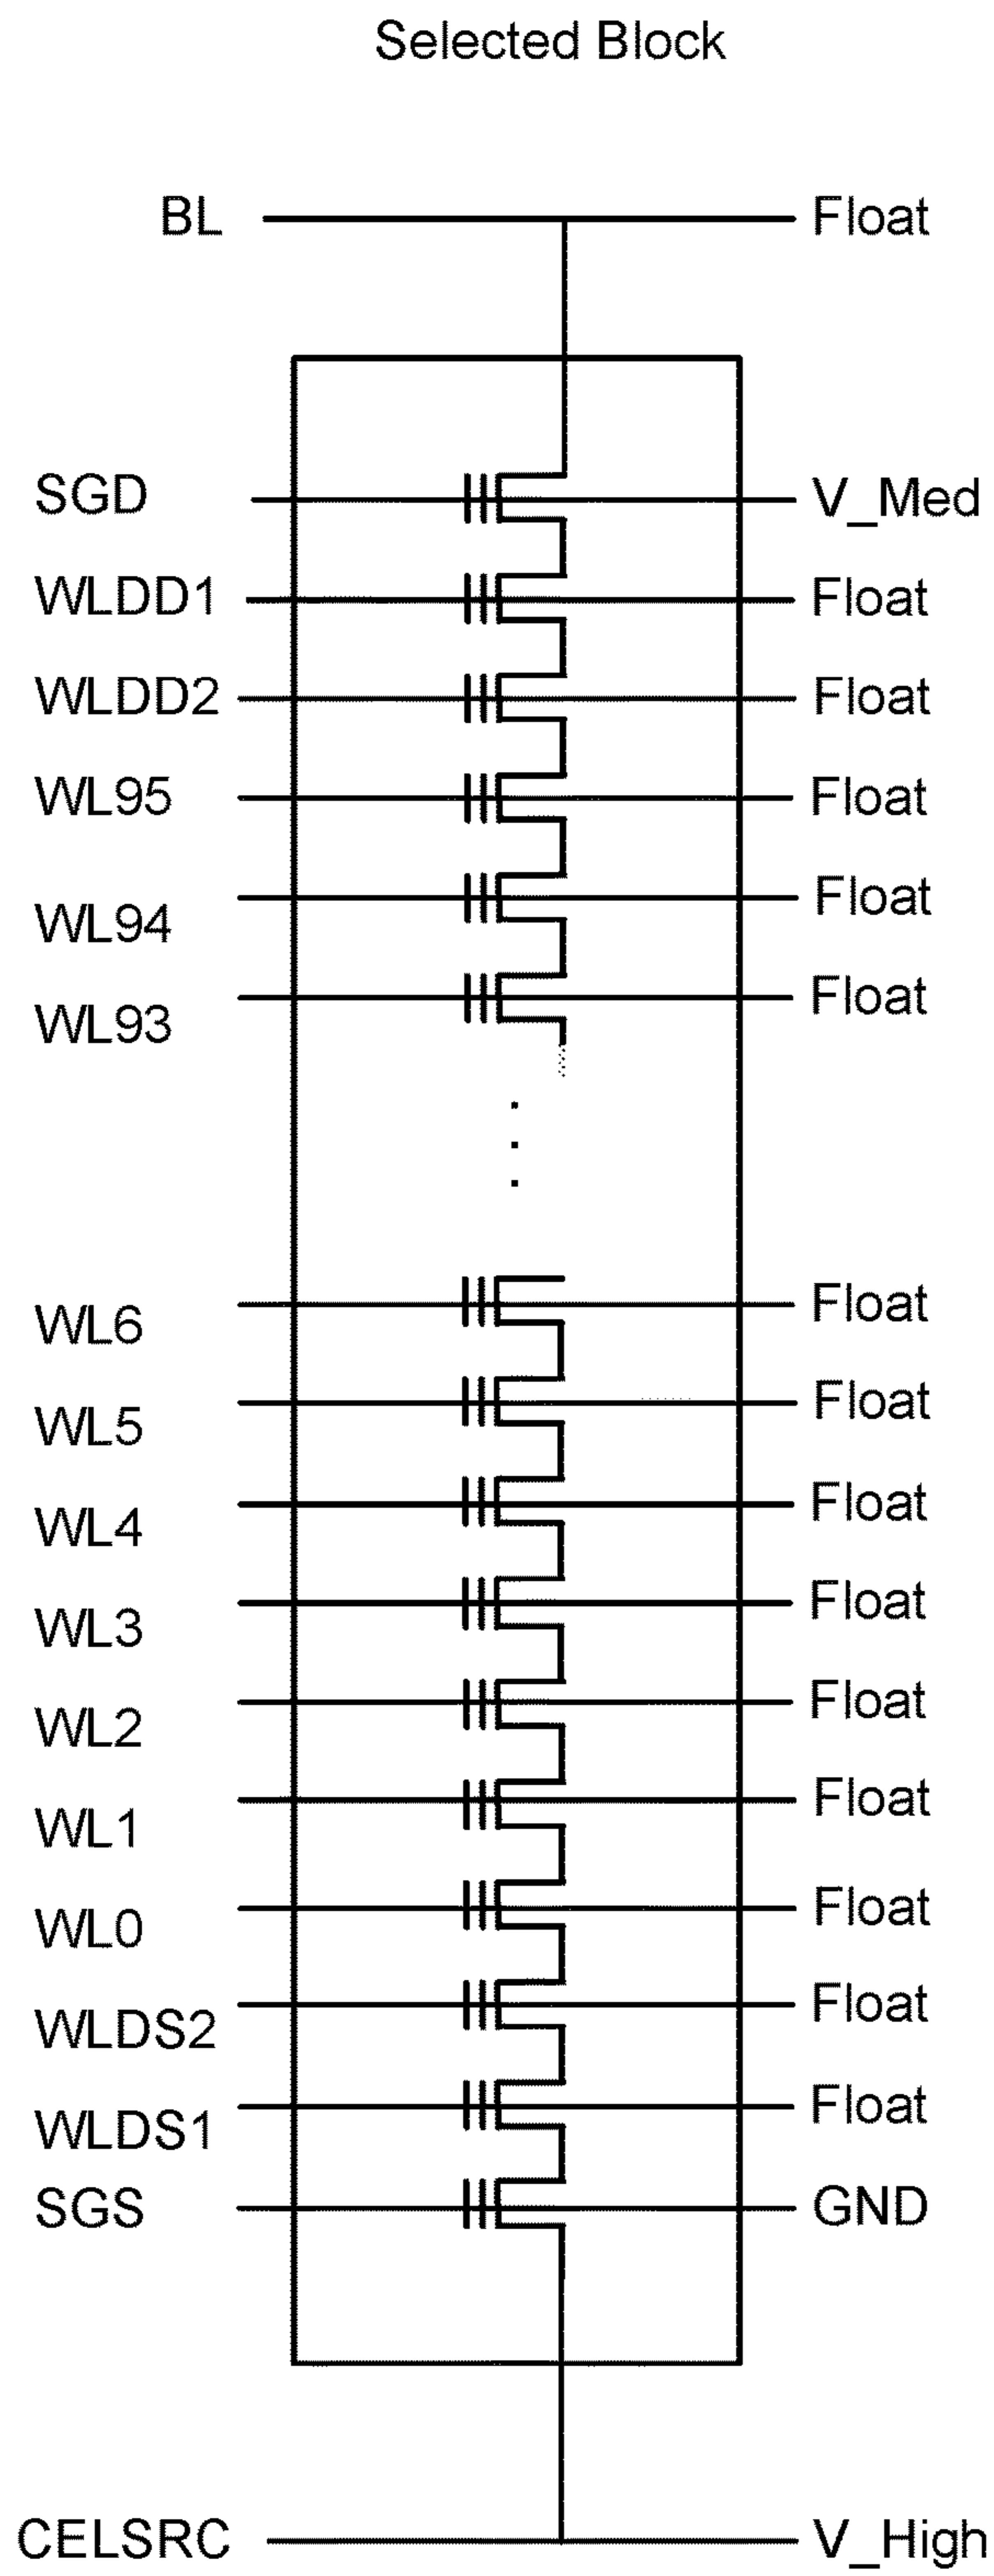 Selected Block
BL Float
SGD V_Med
WLDD1 Float
WLDD2 Float
WL95 Float
WL94 Float
WL93 Float
WL6 Float
WL5 Float
WL4 Float
WL3 Float
WL2 Float
WL1 Float
WL0 Float
WLDS2 Float
WLDS1 Float
SGS GND
CELSRC V_High